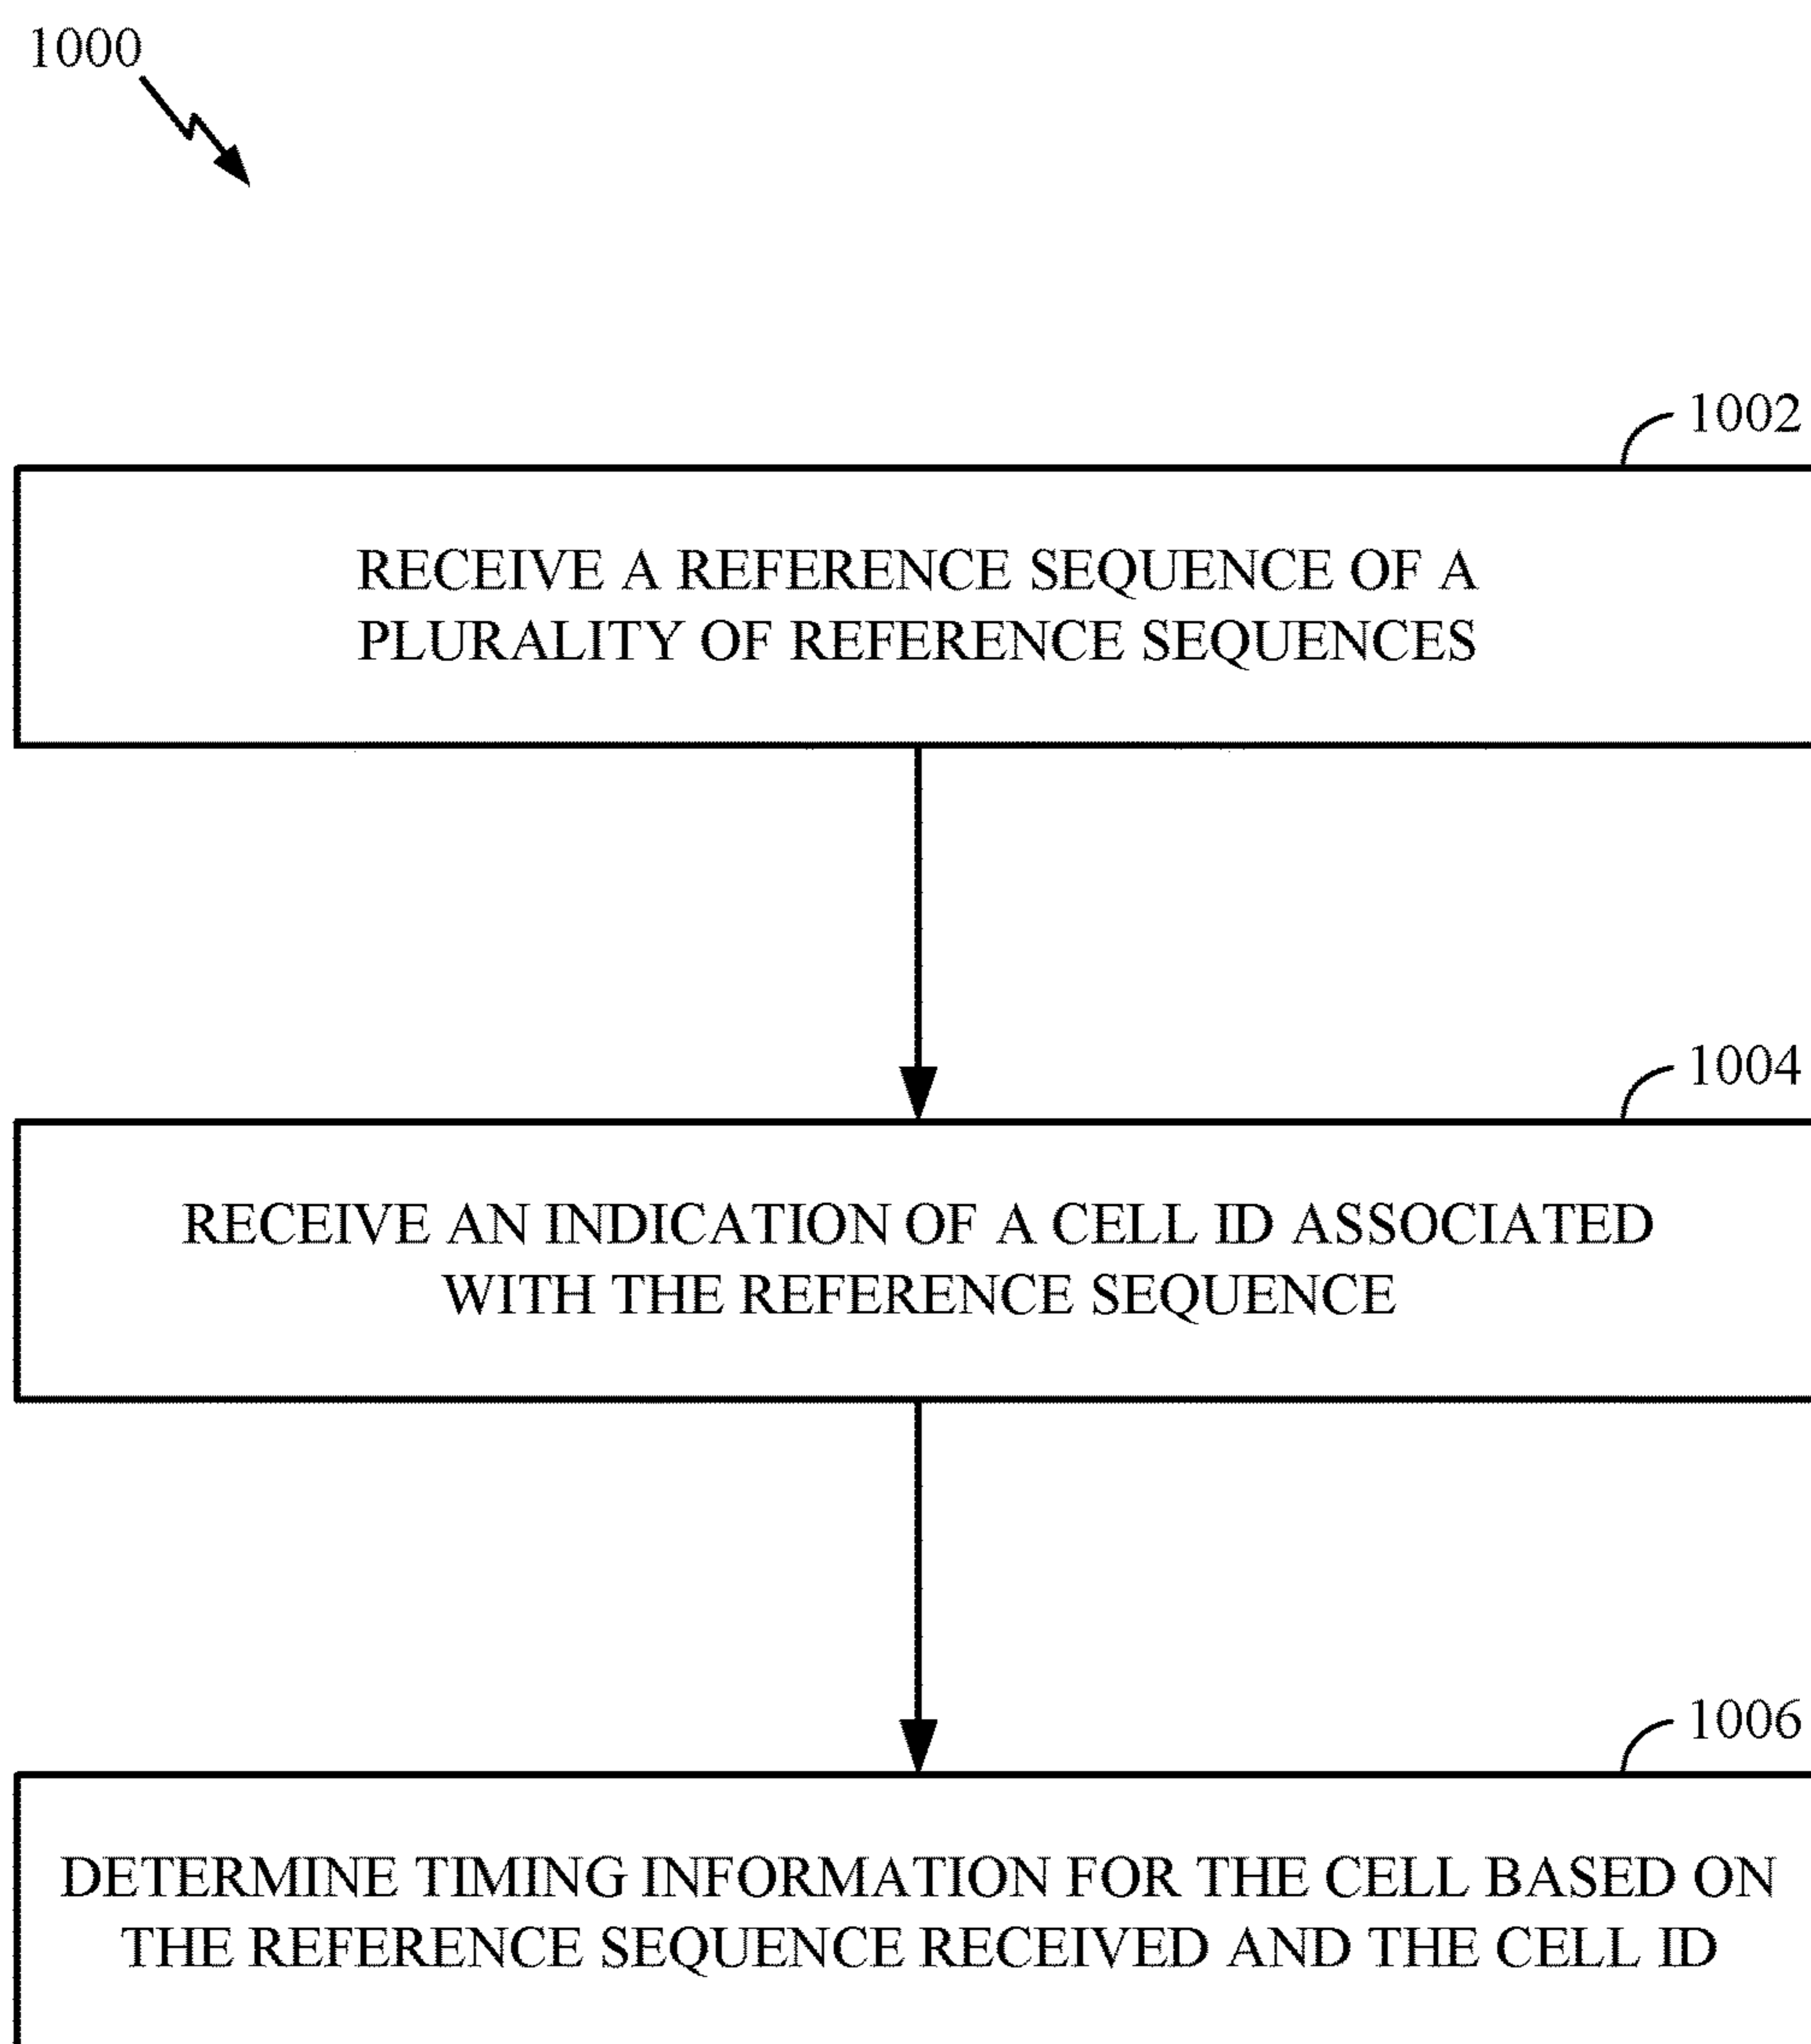 1000
1002
RECEIVE A REFERENCE SEQUENCE OF A
PLURALITY OF REFERENCE SEQUENCES
1004
RECEIVE AN INDICATION OF A CELL ID ASSOCIATED
WITH THE REFERENCE SEQUENCE
1006
DETERMINE TIMING INFORMATION FOR THE CELL BASED ON
THE REFERENCE SEQUENCE RECEIVED AND THE CELL ID